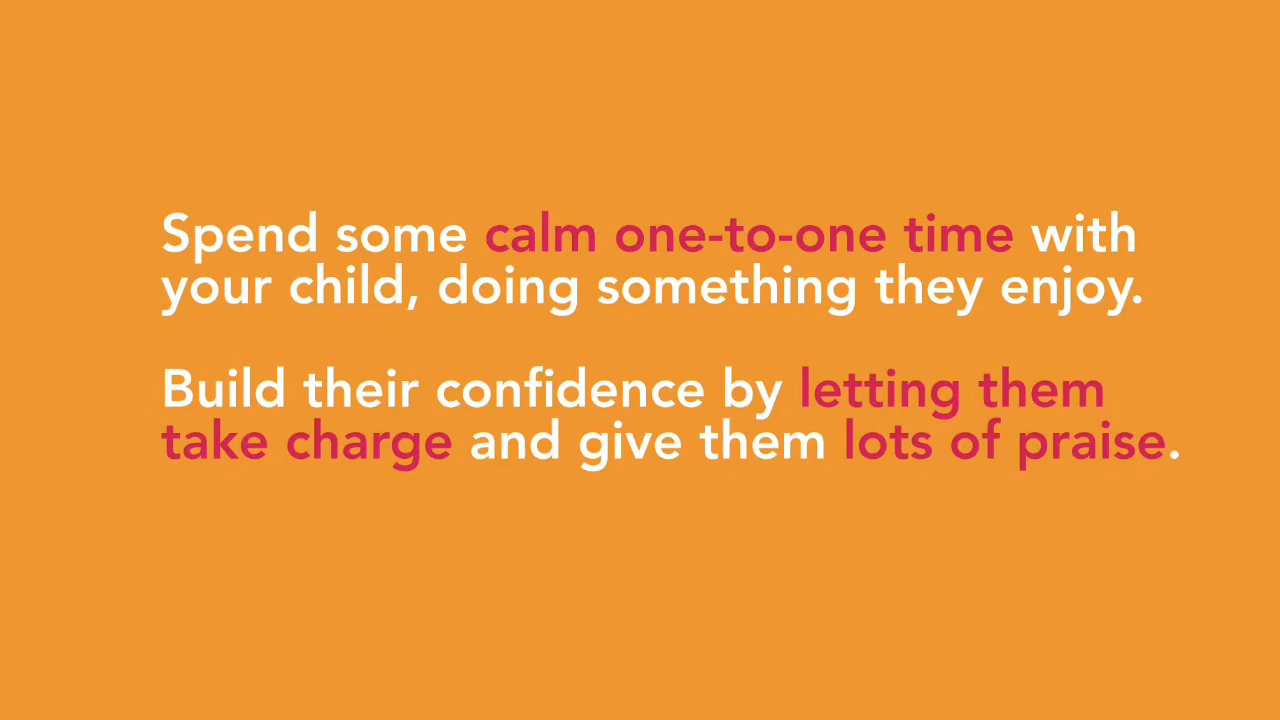 Spend some calm one-to-one time with
your child, doing something they enjoy.
Build their confidence by letting them
take charge and give them lots of praise.